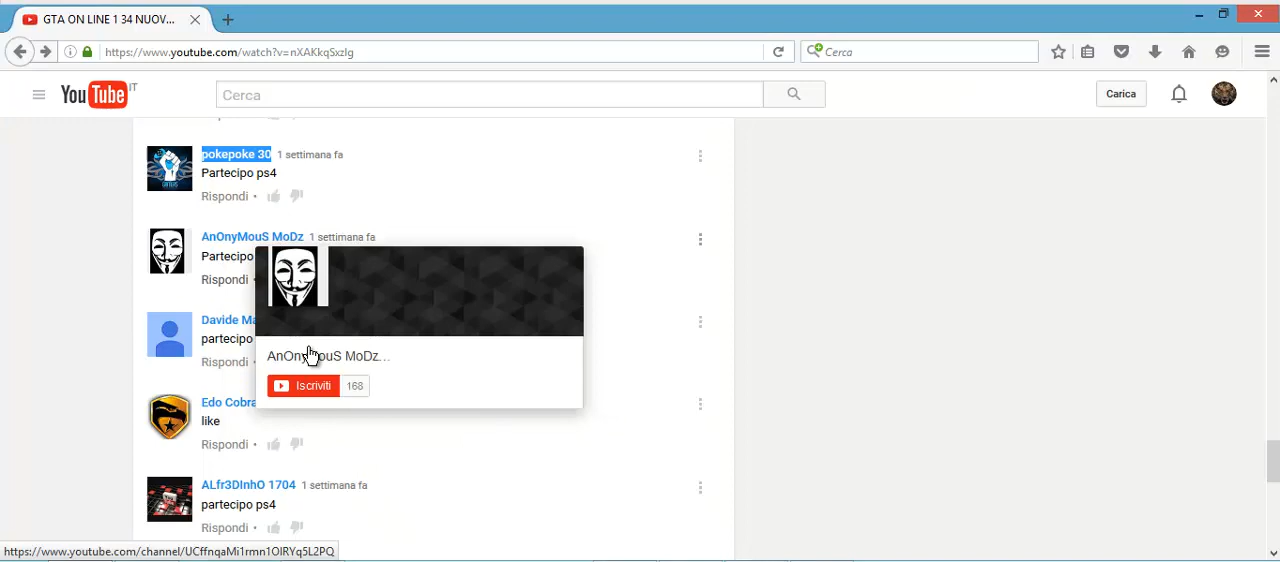 GTA ON LINE 1 34 NUOV...
https://www.youtube.com/watch?v=nXAKkqSxzlg
Cerca
YouTube IT
Cerca
Carica
pokepoke 30 1 settimana fa
Partecipo ps4
Rispondi •
AnOnyMouS MoDz 1 settimana fa
Partecipo
Rispondi
Davide Ma
partecipo
Rispondi •
AnOnyMouS MoDz...
Iscriviti 168
Edo Cobra
like
Rispondi •
ALfr3DInhO 1704 1 settimana fa
partecipo ps4
Rispondi •
https://www.youtube.com/channel/UCffnqaMi1rmn1OlRYq5L2PQ